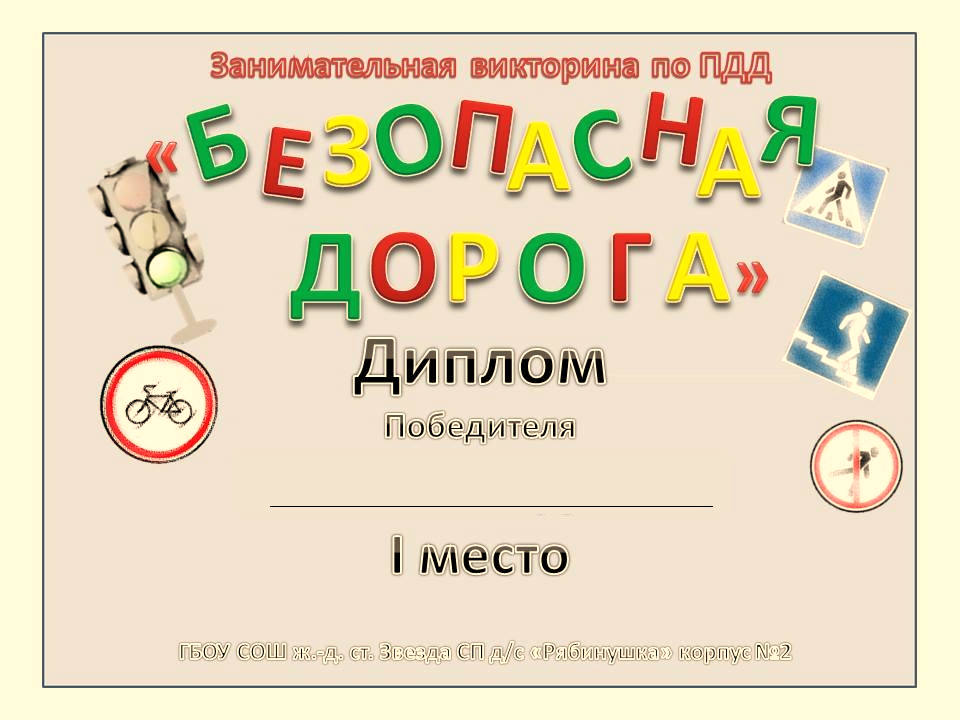 Занимательная викторина по ПДД
«БЕЗОПАСНАЯ
ДОРОГА»
Диплом
Победителя
I место
ГБОУ СОШ ж.-д. ст. Звезда СП д/с «Рябинушка» корпус №2